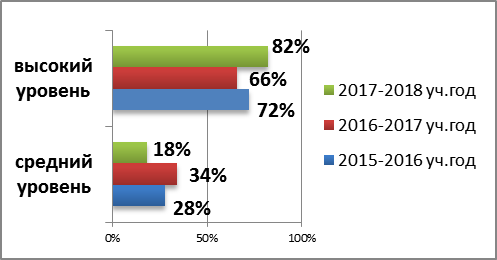 высокий
уровень
82%
66%
72%
средний
уровень
18%
34%
28%
0%
50%
100%
2017-2018 уч.год
2016-2017 уч.год
2015-2016 уч.год